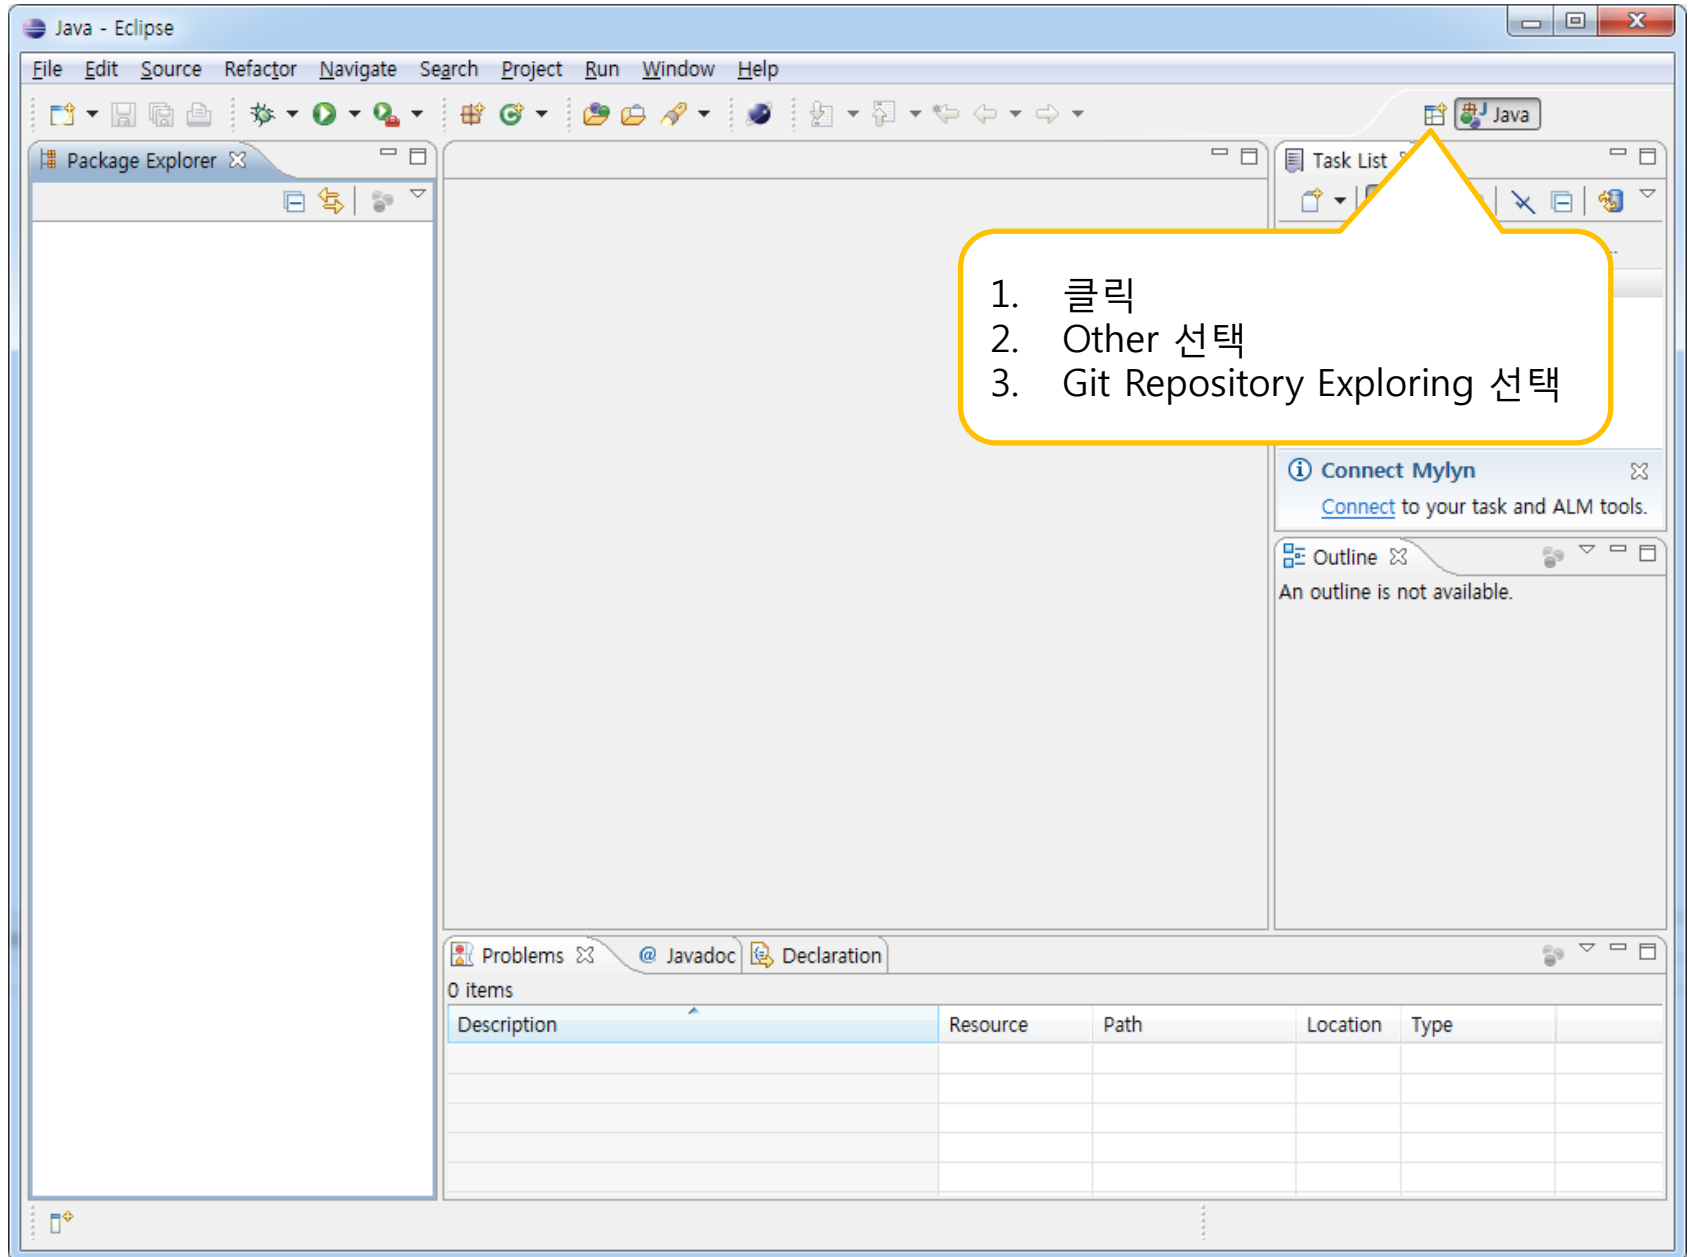 Java - Eclipse
File Edit Source Refactor Navigate Search Project Run Window Help
Java
Package Explorer
Task List
1. 클릭
2. Other 선택
3. Git Repository Exploring 선택
Connect Mylyn
Connect to your task and ALM tools.
Outline
An outline is not available.
Problems @ Javadoc Declaration
0 items
Description Resource Path Location Type